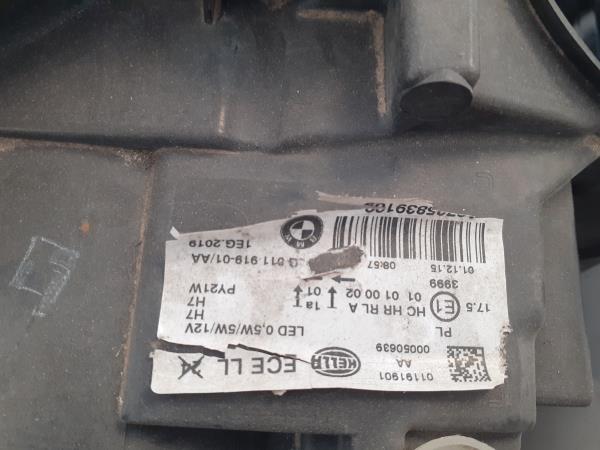 01191901
AA HELLA ECE LL
00050639
PL LED 0,5W/5W/12V
17.5 E1 HC HR RL A 1a H7
H7
3999 01 01 00 02 01 PY21W
01.12.15 08:57 011 919-01/AA
BMW 1EG.2019